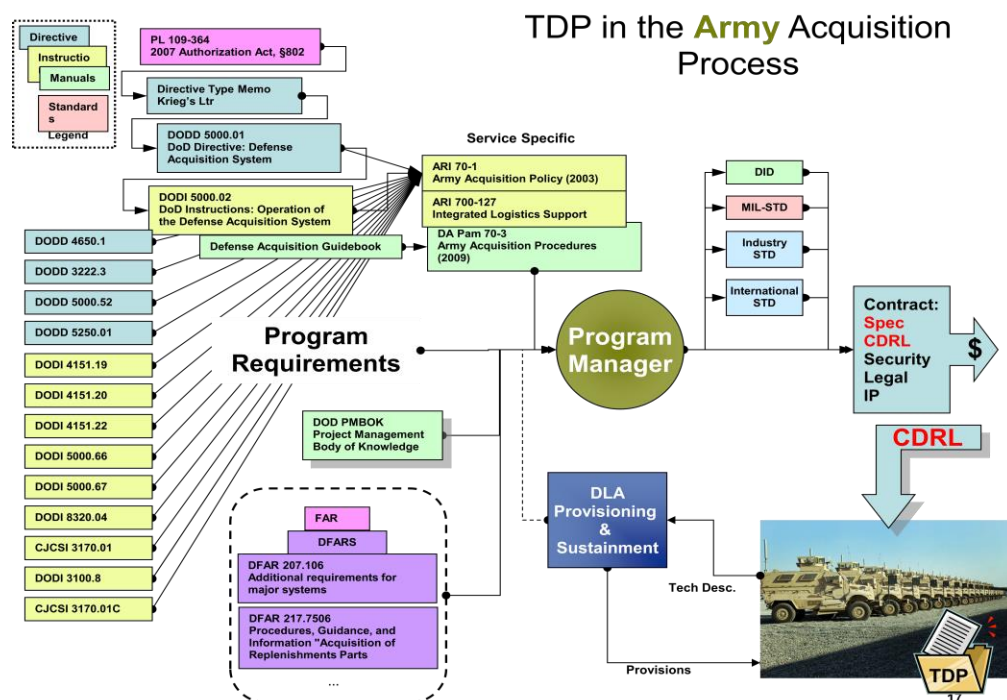 TDP in the Army Acquisition
Process
Directive
Instructio
Manuals
Standard
s
Legend
PL 109-364
2007 Authorization Act, §802
Directive Type Memo
Krieg's Ltr
DODD 5000.01
DoD Directive: Defense
Acquisition System
DODI 5000.02
DoD Instructions: Operation of
the Defense Acquisition System
Defense Acquisition Guidebook
Service Specific
ARI 70-1
Army Acquisition Policy (2003)
ARI 700-127
Integrated Logistics Support
DA Pam 70-3
Army Acquisition Procedures
(2009)
DODD 4650.1
DODD 3222.3
DODD 5000.52
DODD 5250.01
DODI 4151.19
DODI 4151.20
DODI 4151.22
DODI 5000.66
DODI 5000.67
DODI 8320.04
CJCSI 3170.01
DODI 3100.8
CJCSI 3170.01C
Program
Requirements
DOD PMBOK
Project Management
Body of Knowledge
FAR
DFARS
DFAR 207.106
Additional requirements for
major systems
DFAR 217.7506
Procedures, Guidance, and
Information "Acquisition of
Replenishments Parts
...
Program
Manager
DID
MIL-STD
Industry
STD
International
STD
Contract:
Spec
CDRL
Security
Legal
IP
$
CDRL
DLA
Provisioning
&
Sustainment
Tech Desc.
Provisions
TDP